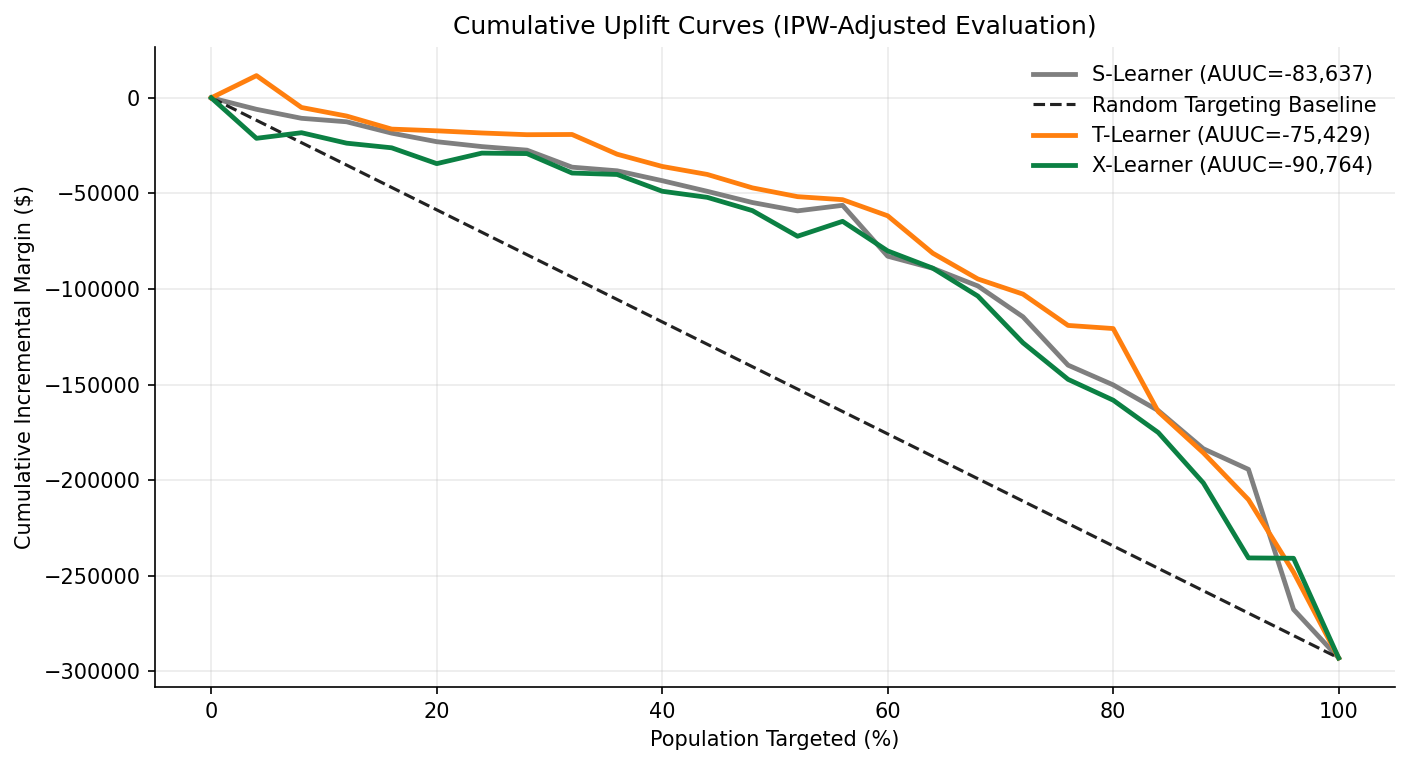 Cumulative Uplift Curves (IPW-Adjusted Evaluation)
S-Learner (AUUC=-83,637)
Random Targeting Baseline
T-Learner (AUUC=-75,429)
X-Learner (AUUC=-90,764)
Cumulative Incremental Margin ($)
0
−50000
−100000
−150000
−200000
−250000
−300000
0 20 40 60 80 100
Population Targeted (%)